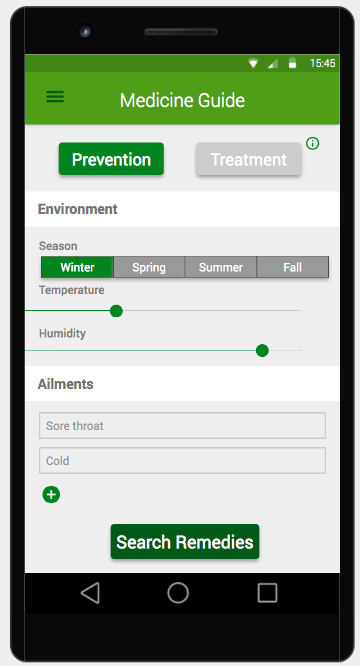 15:45
Medicine Guide
Prevention Treatment
Environment
Season
Winter Spring Summer Fall
Temperature
Humidity
Ailments
Sore throat
Cold
Search Remedies